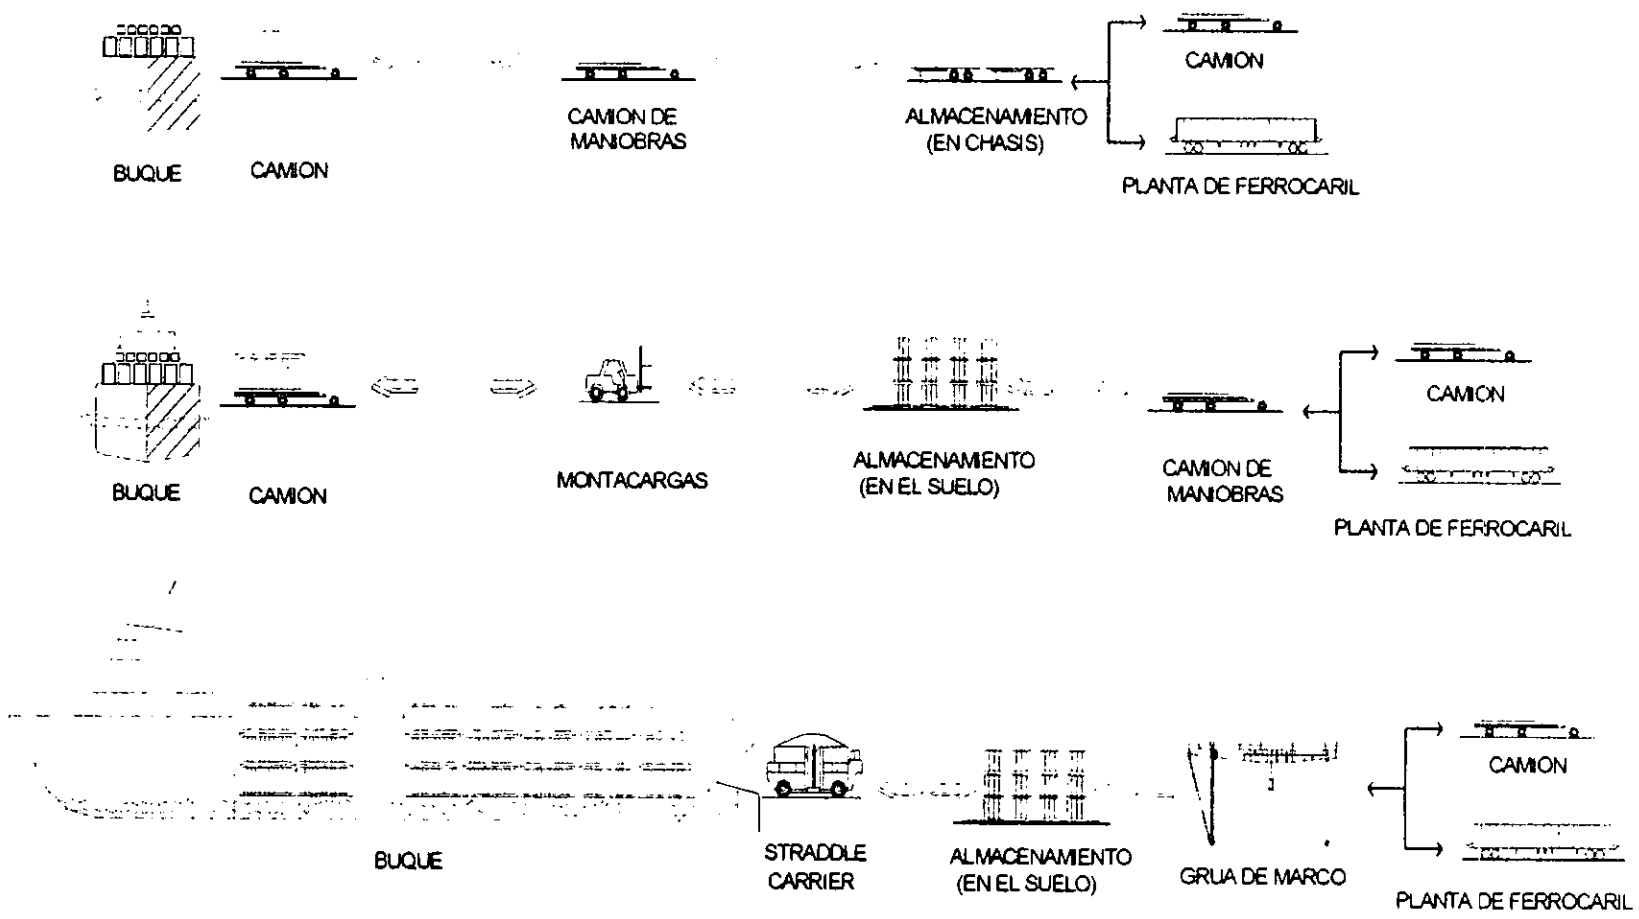 CAMION
CAMION DE
MANIOBRAS
ALMACENAMIENTO
(EN CHASIS)
BUQUE
CAMION
PLANTA DE FERROCARIL
CAMION
ALMACENAMIENTO
(EN EL SUELO)
CAMION DE
MANIOBRAS
MONTACARGAS
BUQUE
CAMION
PLANTA DE FERROCARIL
CAMION
BUQUE
STRADDLE
CARRIER
ALMACENAMIENTO
(EN EL SUELO)
GRUA DE MARCO
PLANTA DE FERROCARIL